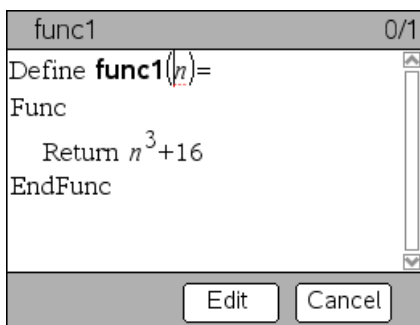 func1 0/1
Define func1(n)=
Func
Return n³+16
EndFunc
Edit Cancel